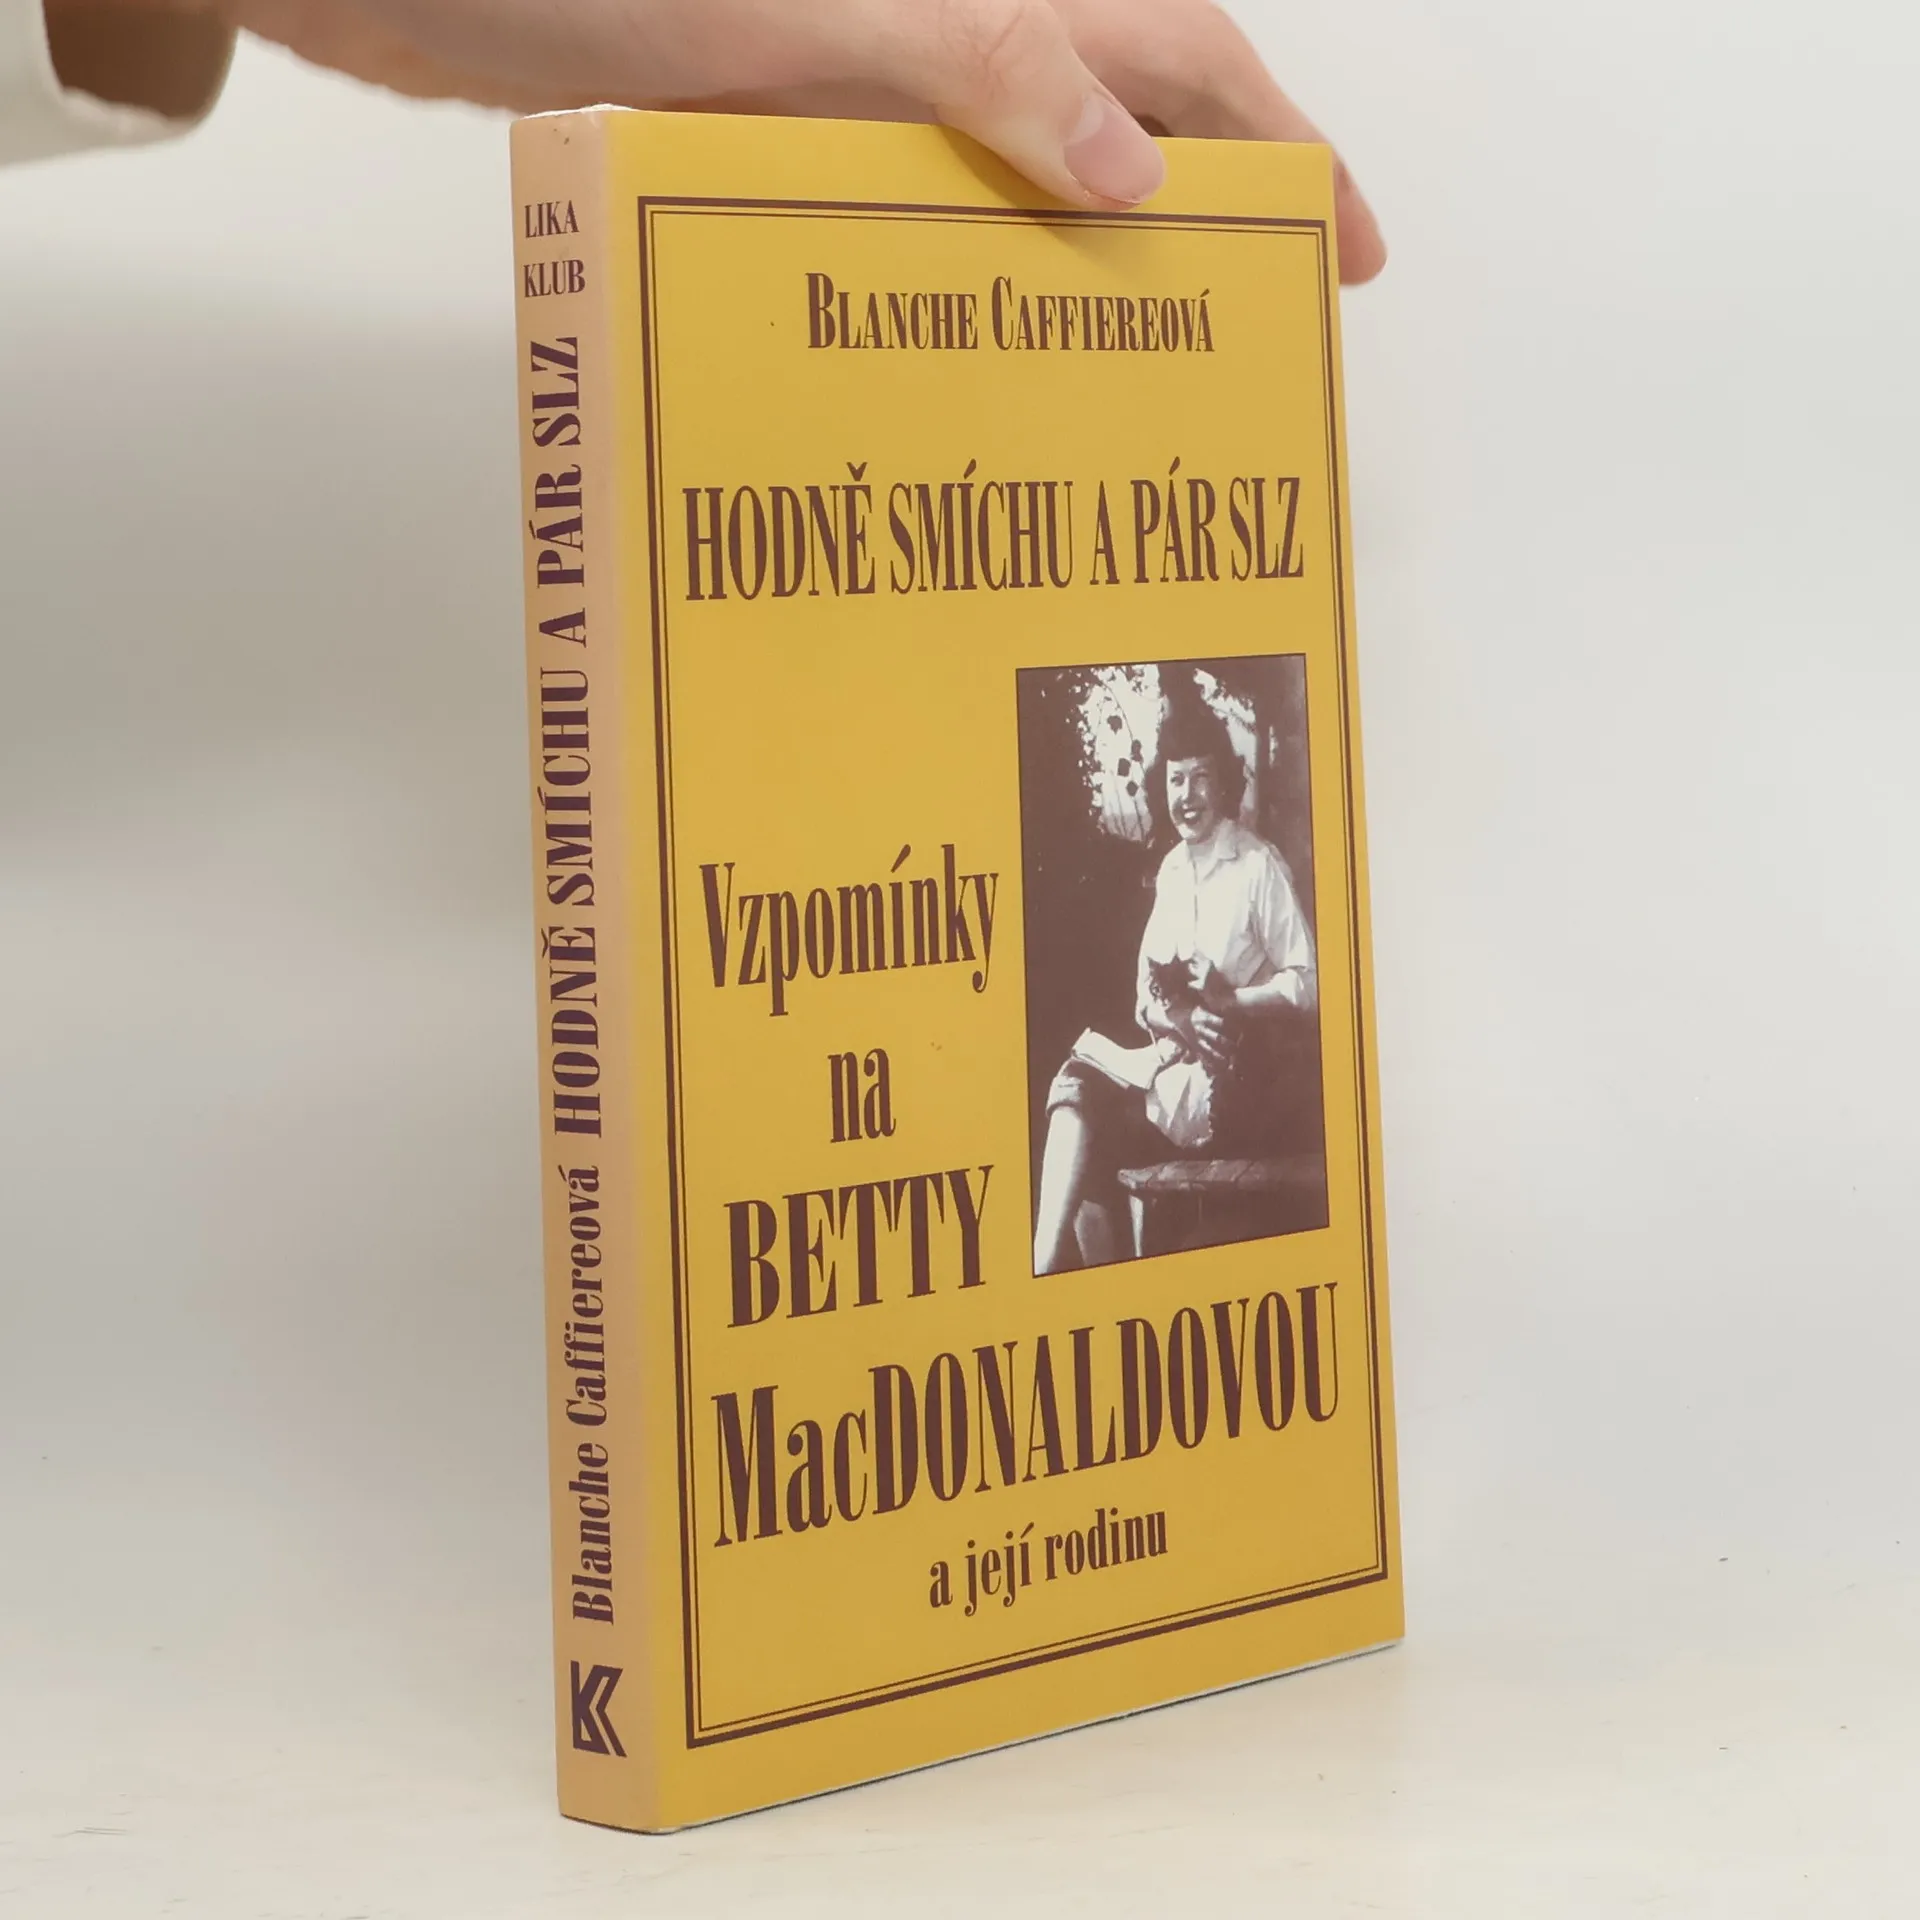 LIKA
KLUB
Blanche Caffiereová HODNĚ SMÍCHU A PÁR SLZ
BLANCHE CAFFIEREOVÁ
HODNĚ SMÍCHU A PÁR SLZ
Vzpomínky
na
BETTY
MacDONALDOVOU
a její rodinu